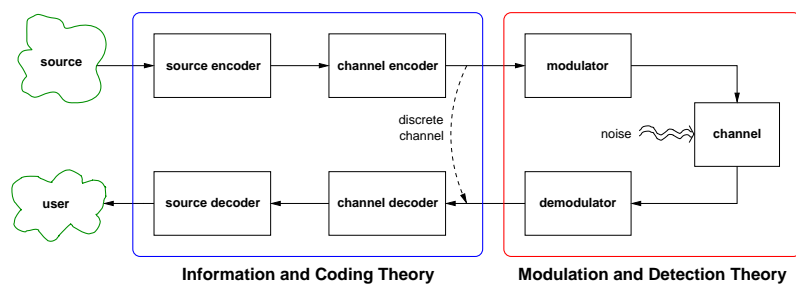 source
source encoder
channel encoder
modulator
discrete
channel
noise
channel
user
source decoder
channel decoder
demodulator
Information and Coding Theory
Modulation and Detection Theory